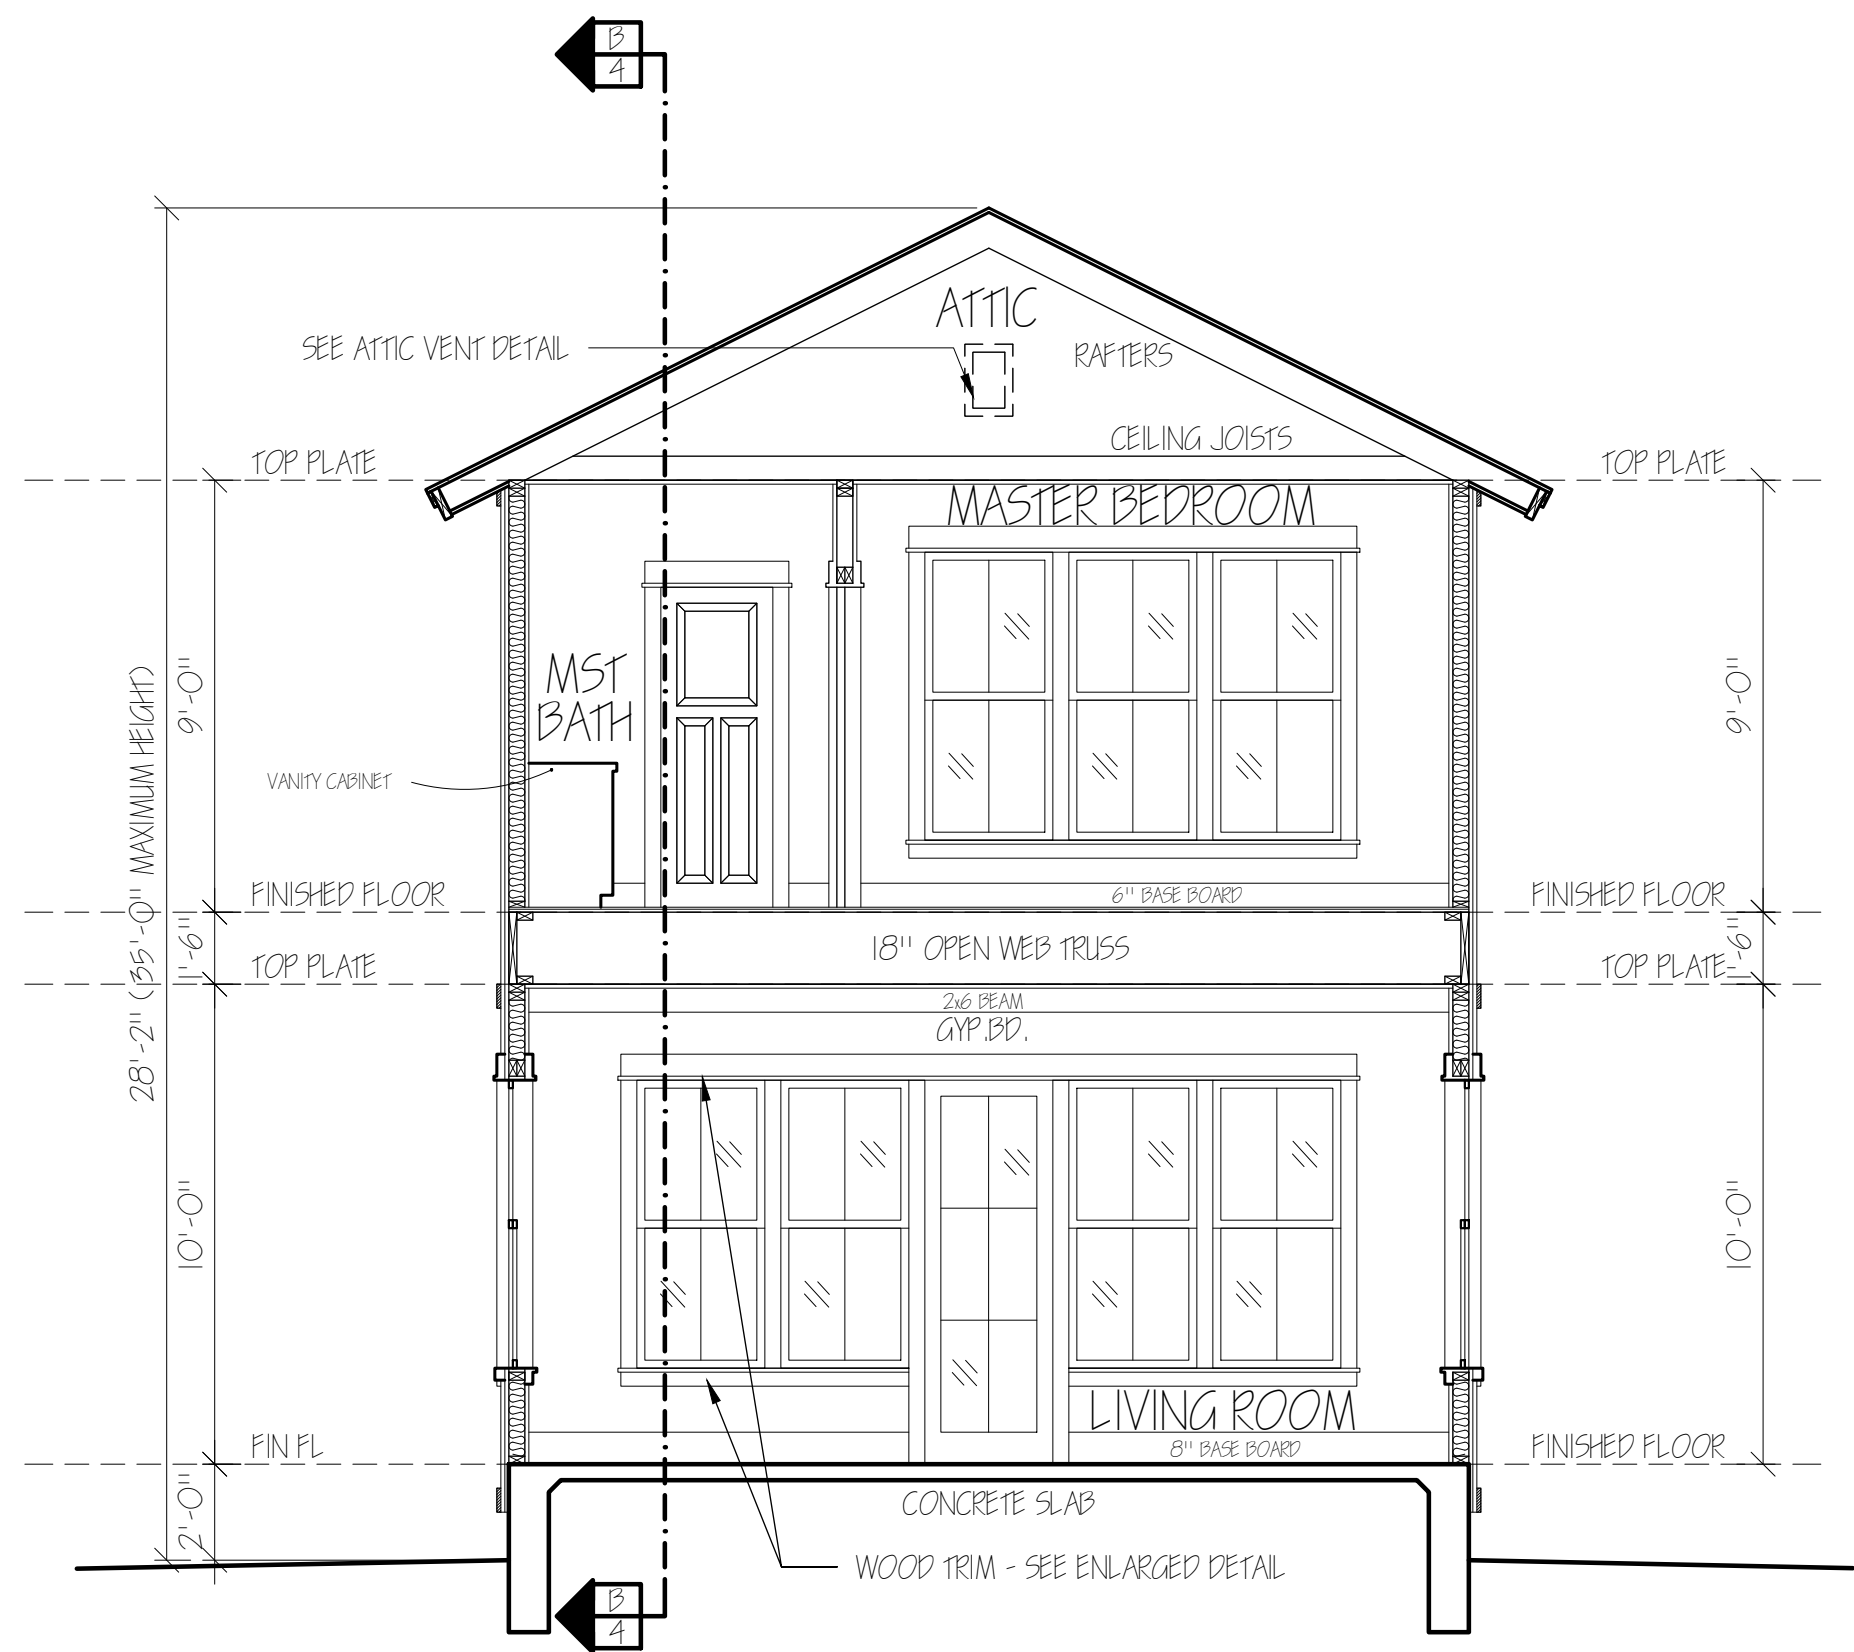 B
4
ATTIC
SEE ATTIC VENT DETAIL
RAFTERS
CEILING JOISTS
TOP PLATE
TOP PLATE
MASTER BEDROOM
MST
BATH
VANITY CABINET
9'-0"
9'-0"
28'-2" (35'-0" MAXIMUM HEIGHT)
FINISHED FLOOR
6" BASE BOARD
FINISHED FLOOR
1'-6"
18" OPEN WEB TRUSS
1'-6"
TOP PLATE
TOP PLATE
2x6 BEAM
GYP.BD.
10'-0"
10'-0"
LIVING ROOM
FIN FL
8" BASE BOARD
FINISHED FLOOR
2'-0"
CONCRETE SLAB
WOOD TRIM - SEE ENLARGED DETAIL
B
4